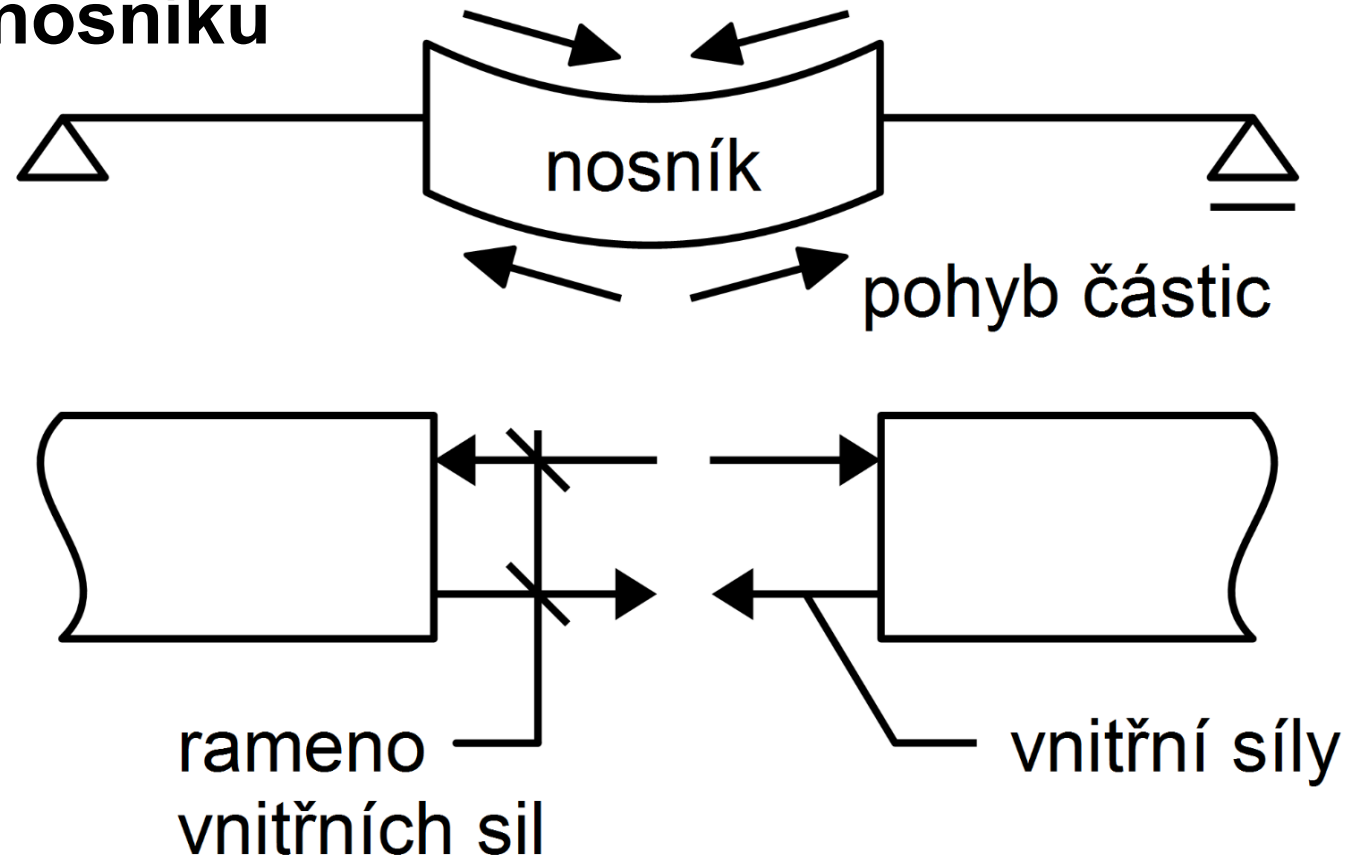 nosníku
nosník
pohyb částic
rameno
vnitřních sil
vnitřní síly